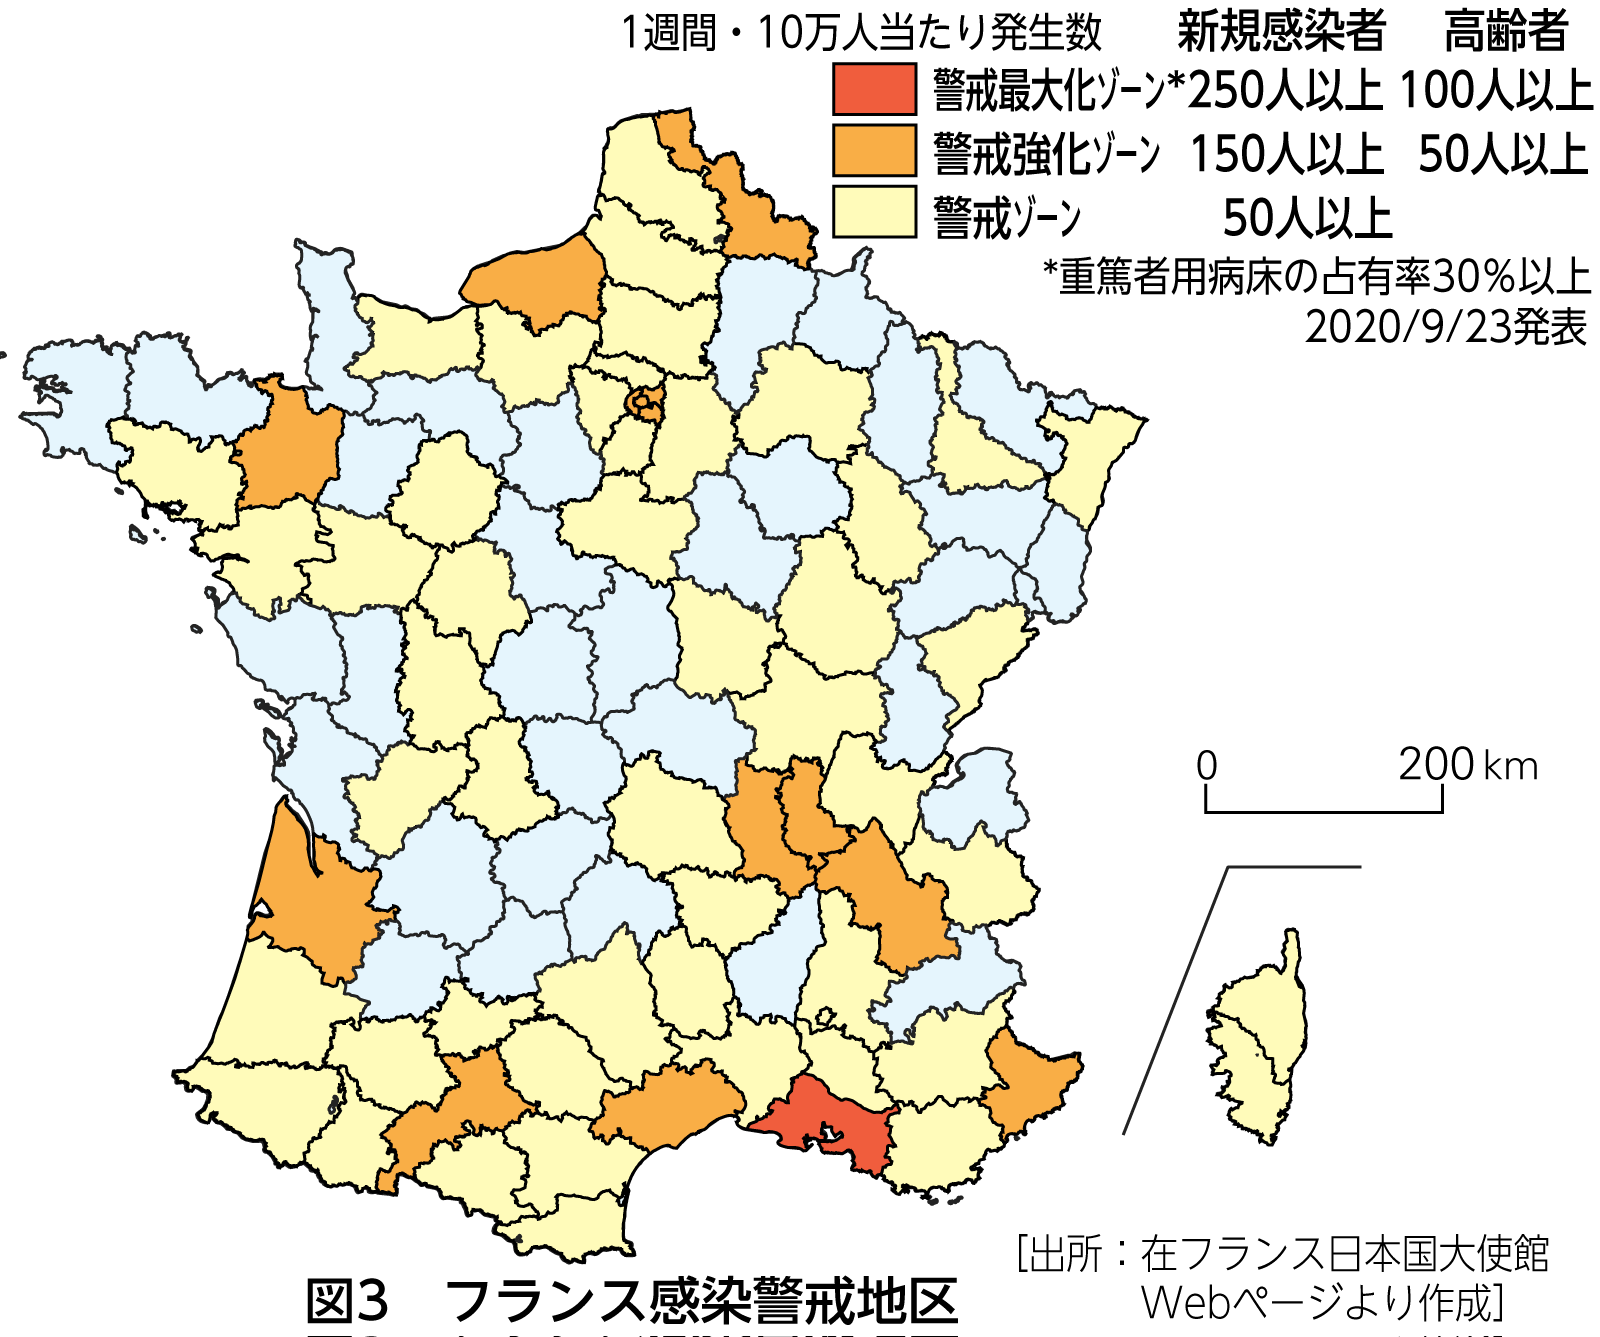 1週間・10万人当たり発生数 新規感染者 高齢者
警戒最大化ゾーン*250人以上 100人以上
警戒強化ゾーン 150人以上 50人以上
警戒ゾーン 50人以上
*重篤者用病床の占有率30%以上
2020/9/23発表
0 200 km
[出所：在フランス日本国大使館
Webページより作成]
図3 フランス感染警戒地区